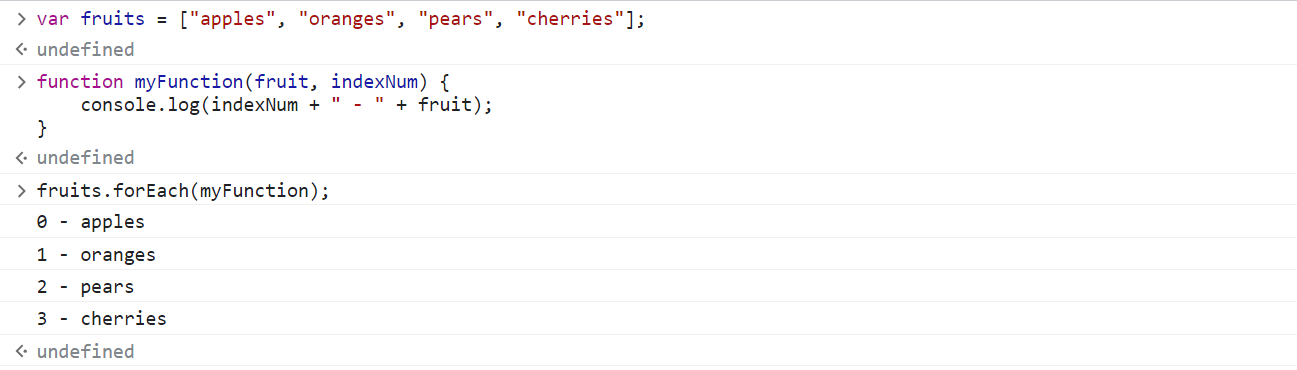 > var fruits = ["apples", "oranges", "pears", "cherries"];
undefined
> function myFunction(fruit, indexNum) {
    console.log(indexNum + " - " + fruit);
}
undefined
> fruits.forEach(myFunction);
0 - apples
1 - oranges
2 - pears
3 - cherries
undefined